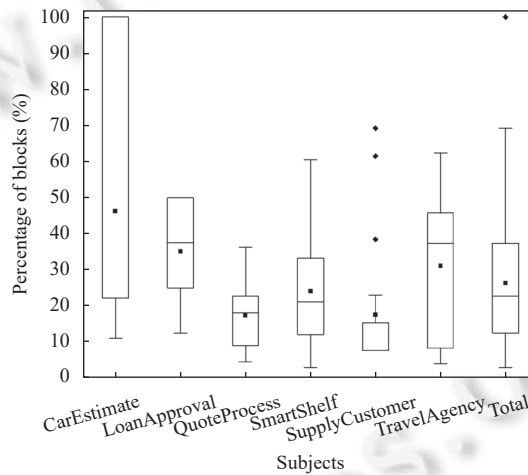 100
90
80
70
60
50
40
30
20
10
0
Percentage of blocks (%)
CarEstimate
LoanApproval
QuoteProcess
SmartShelf
SupplyCustomer
TravelAgency
Total
Subjects